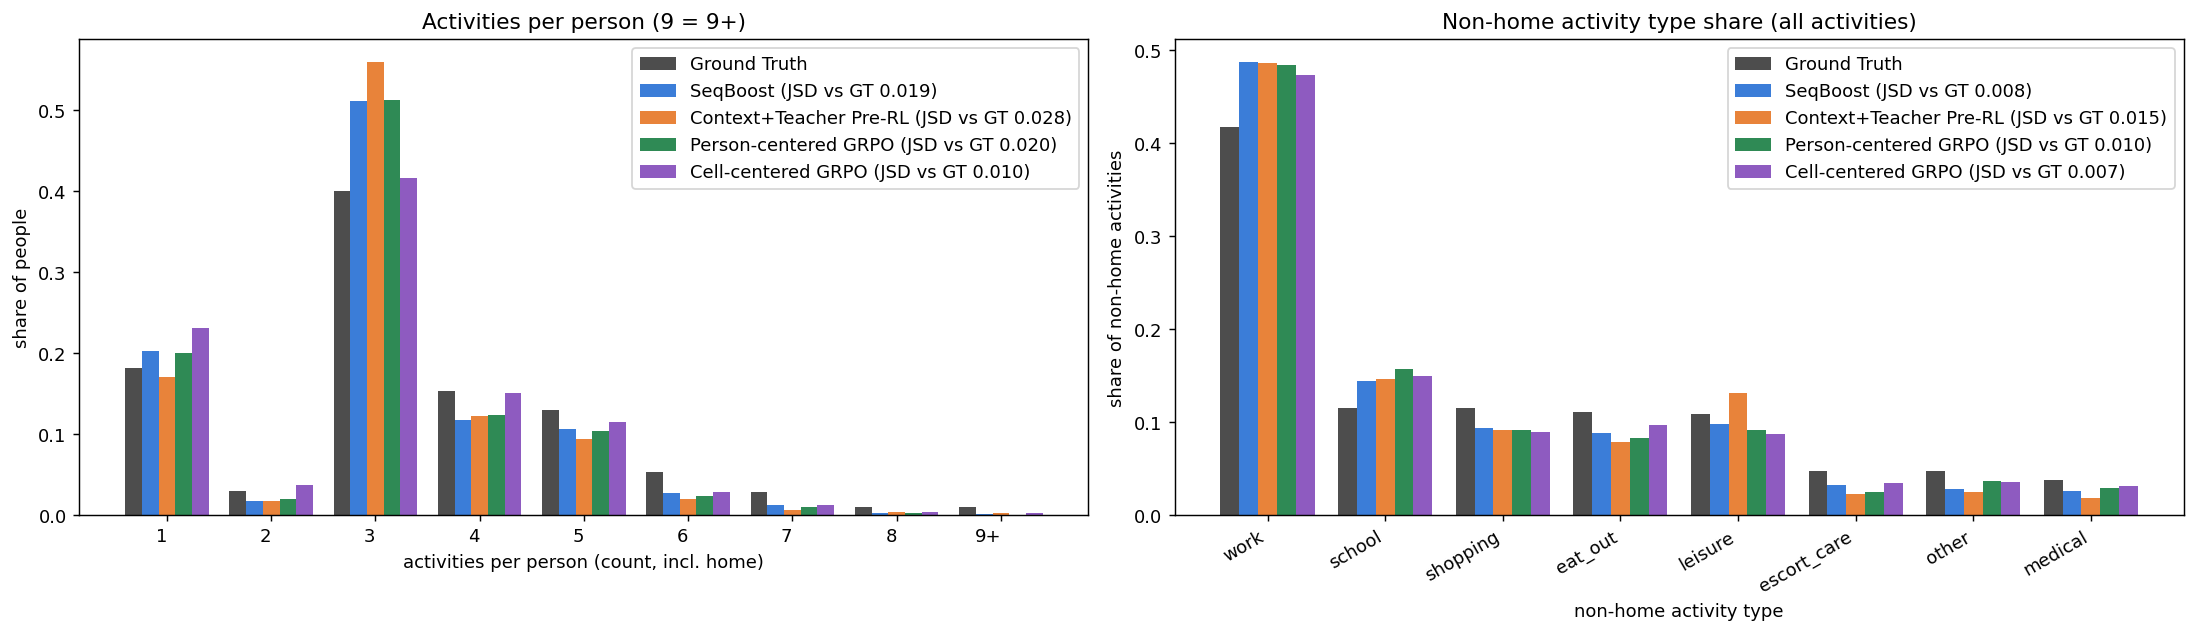 Activities per person (9 = 9+)
Ground Truth
SeqBoost (JSD vs GT 0.019)
Context+Teacher Pre-RL (JSD vs GT 0.028)
Person-centered GRPO (JSD vs GT 0.020)
Cell-centered GRPO (JSD vs GT 0.010)
share of people
0.5
0.4
0.3
0.2
0.1
0.0
1 2 3 4 5 6 7 8 9+
activities per person (count, incl. home)
Non-home activity type share (all activities)
Ground Truth
SeqBoost (JSD vs GT 0.008)
Context+Teacher Pre-RL (JSD vs GT 0.015)
Person-centered GRPO (JSD vs GT 0.010)
Cell-centered GRPO (JSD vs GT 0.007)
share of non-home activities
0.5
0.4
0.3
0.2
0.1
0.0
work school shopping eat_out leisure escort_care other medical
non-home activity type